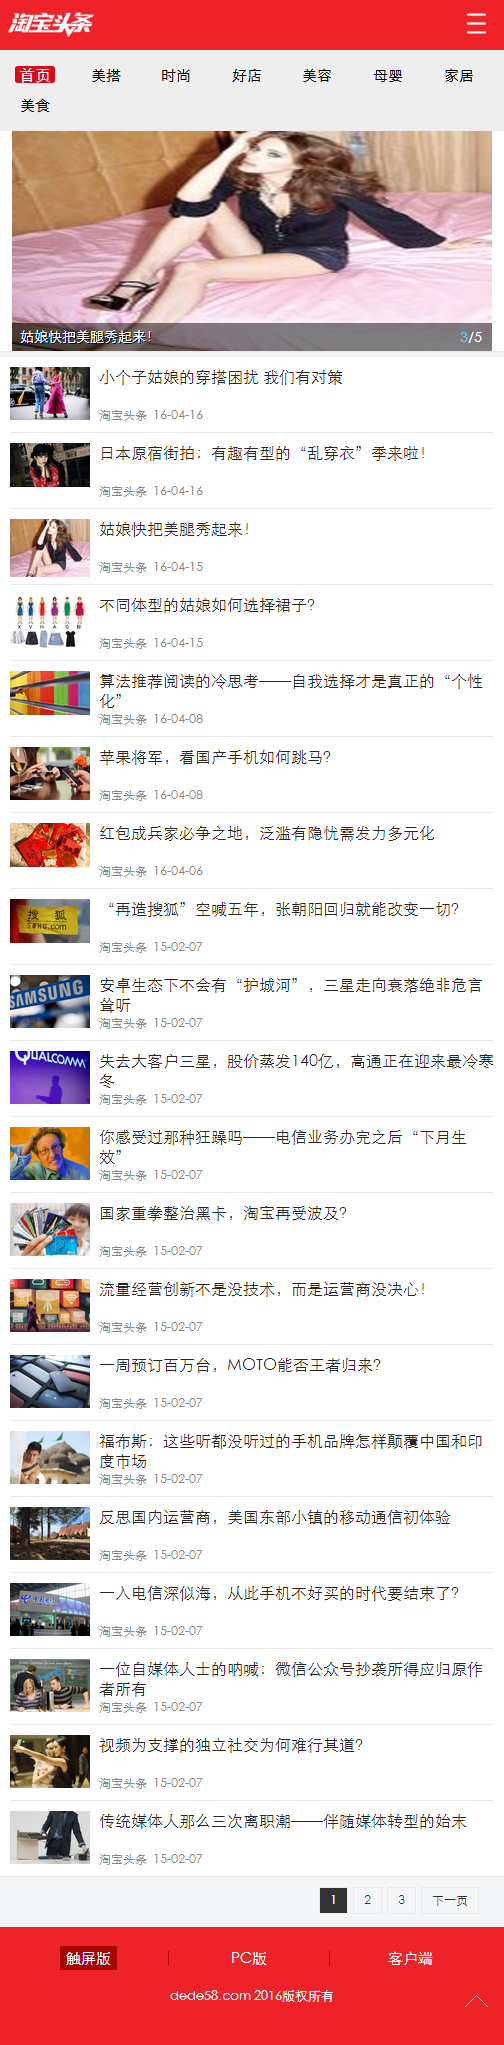 淘宝头条
首页 美搭 时尚 好店 美容 母婴 家居
美食
姑娘快把美腿秀起来！ 3/5
小个子姑娘的穿搭困扰 我们有对策
淘宝头条 16-04-16
日本原宿街拍：有趣有型的“乱穿衣”季来啦！
淘宝头条 16-04-16
姑娘快把美腿秀起来！
淘宝头条 16-04-15
X V H A O 8
不同体型的姑娘如何选择裙子？
淘宝头条 16-04-15
算法推荐阅读的冷思考——自我选择才是真正的“个性
化”
淘宝头条 16-04-08
苹果将军，看国产手机如何跳马？
淘宝头条 16-04-08
红包成兵家必争之地，泛滥有隐忧需发力多元化
淘宝头条 16-04-06
搜狐
SOHU.com
“再造搜狐”空喊五年，张朝阳回归就能改变一切？
淘宝头条 15-02-07
SAMSUNG
安卓生态下不会有“护城河”，三星走向衰落绝非危言
耸听
淘宝头条 15-02-07
QUALCOMM
失去大客户三星，股价蒸发140亿，高通正在迎来最冷寒
冬
淘宝头条 15-02-07
你感受过那种狂躁吗——电信业务办完之后“下月生
效”
淘宝头条 15-02-07
国家重拳整治黑卡，淘宝再受波及？
淘宝头条 15-02-07
流量经营创新不是没技术，而是运营商没决心！
淘宝头条 15-02-07
一周预订百万台，MOTO能否王者归来？
淘宝头条 15-02-07
福布斯：这些听都没听过的手机品牌怎样颠覆中国和印
度市场
淘宝头条 15-02-07
反思国内运营商，美国东部小镇的移动通信初体验
淘宝头条 15-02-07
一入电信深似海，从此手机不好买的时代要结束了？
淘宝头条 15-02-07
一位自媒体人士的呐喊：微信公众号抄袭所得应归原作
者所有
淘宝头条 15-02-07
视频为支撑的独立社交为何难行其道？
淘宝头条 15-02-07
传统媒体人那么三次离职潮——伴随媒体转型的始末
淘宝头条 15-02-07
1 2 3 下一页
触屏版 PC版 客户端
dede58.com 2016版权所有